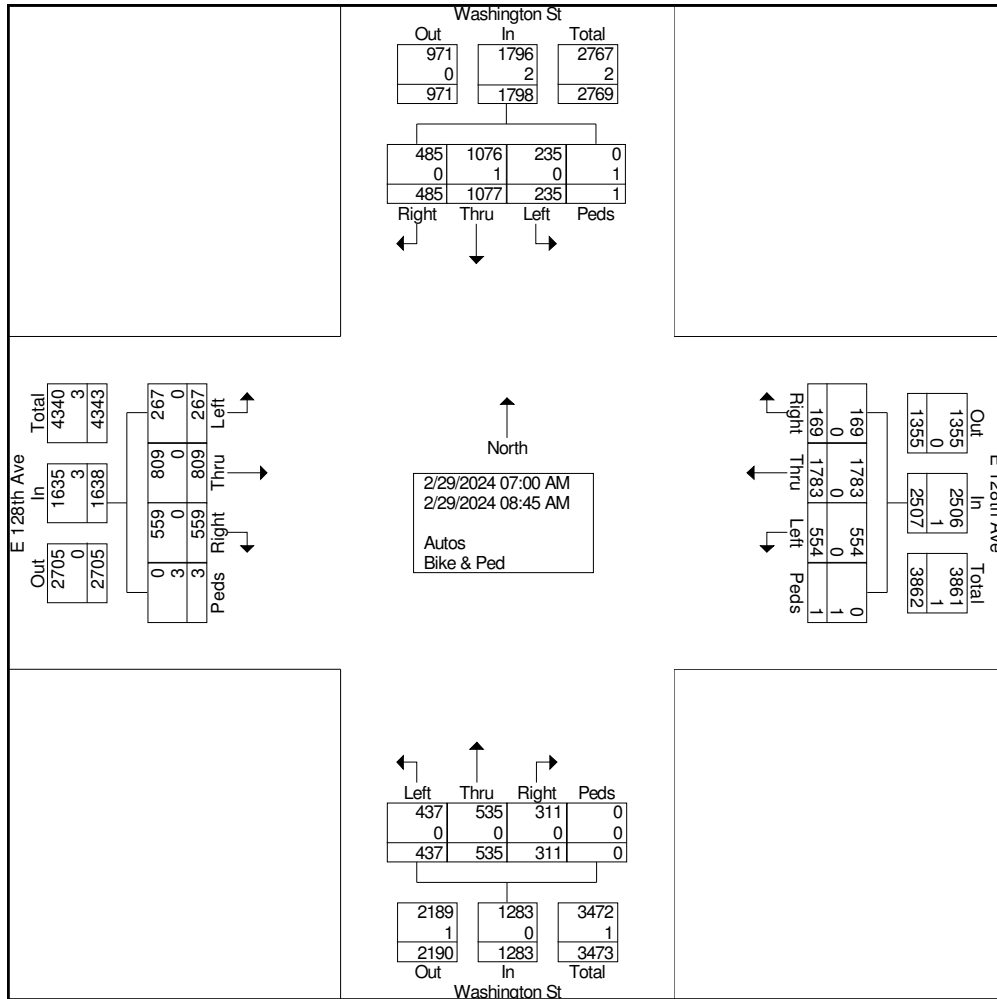 Washington St
Out In Total
971 1796 2767
0 2 2
971 1798 2769
485 1076 235 0
0 1 0 1
485 1077 235 1
Right Thru Left Peds
E 128th Ave
Total In Out
4340 1635 2705
3 3 0
4343 1638 2705
267 809 559 0
0 0 0 3
267 809 559 3
Left Thru Right Peds
North
2/29/2024 07:00 AM
2/29/2024 08:45 AM
Autos
Bike & Ped
E 128th Ave
Out In Total
1355 2506 3861
0 1 1
1355 2507 3862
169 1783 554 0
0 0 0 1
169 1783 554 1
Right Thru Left Peds
Left Thru Right Peds
437 535 311 0
0 0 0 0
437 535 311 0
2189 1283 3472
1 0 1
2190 1283 3473
Out In Total
Washington St